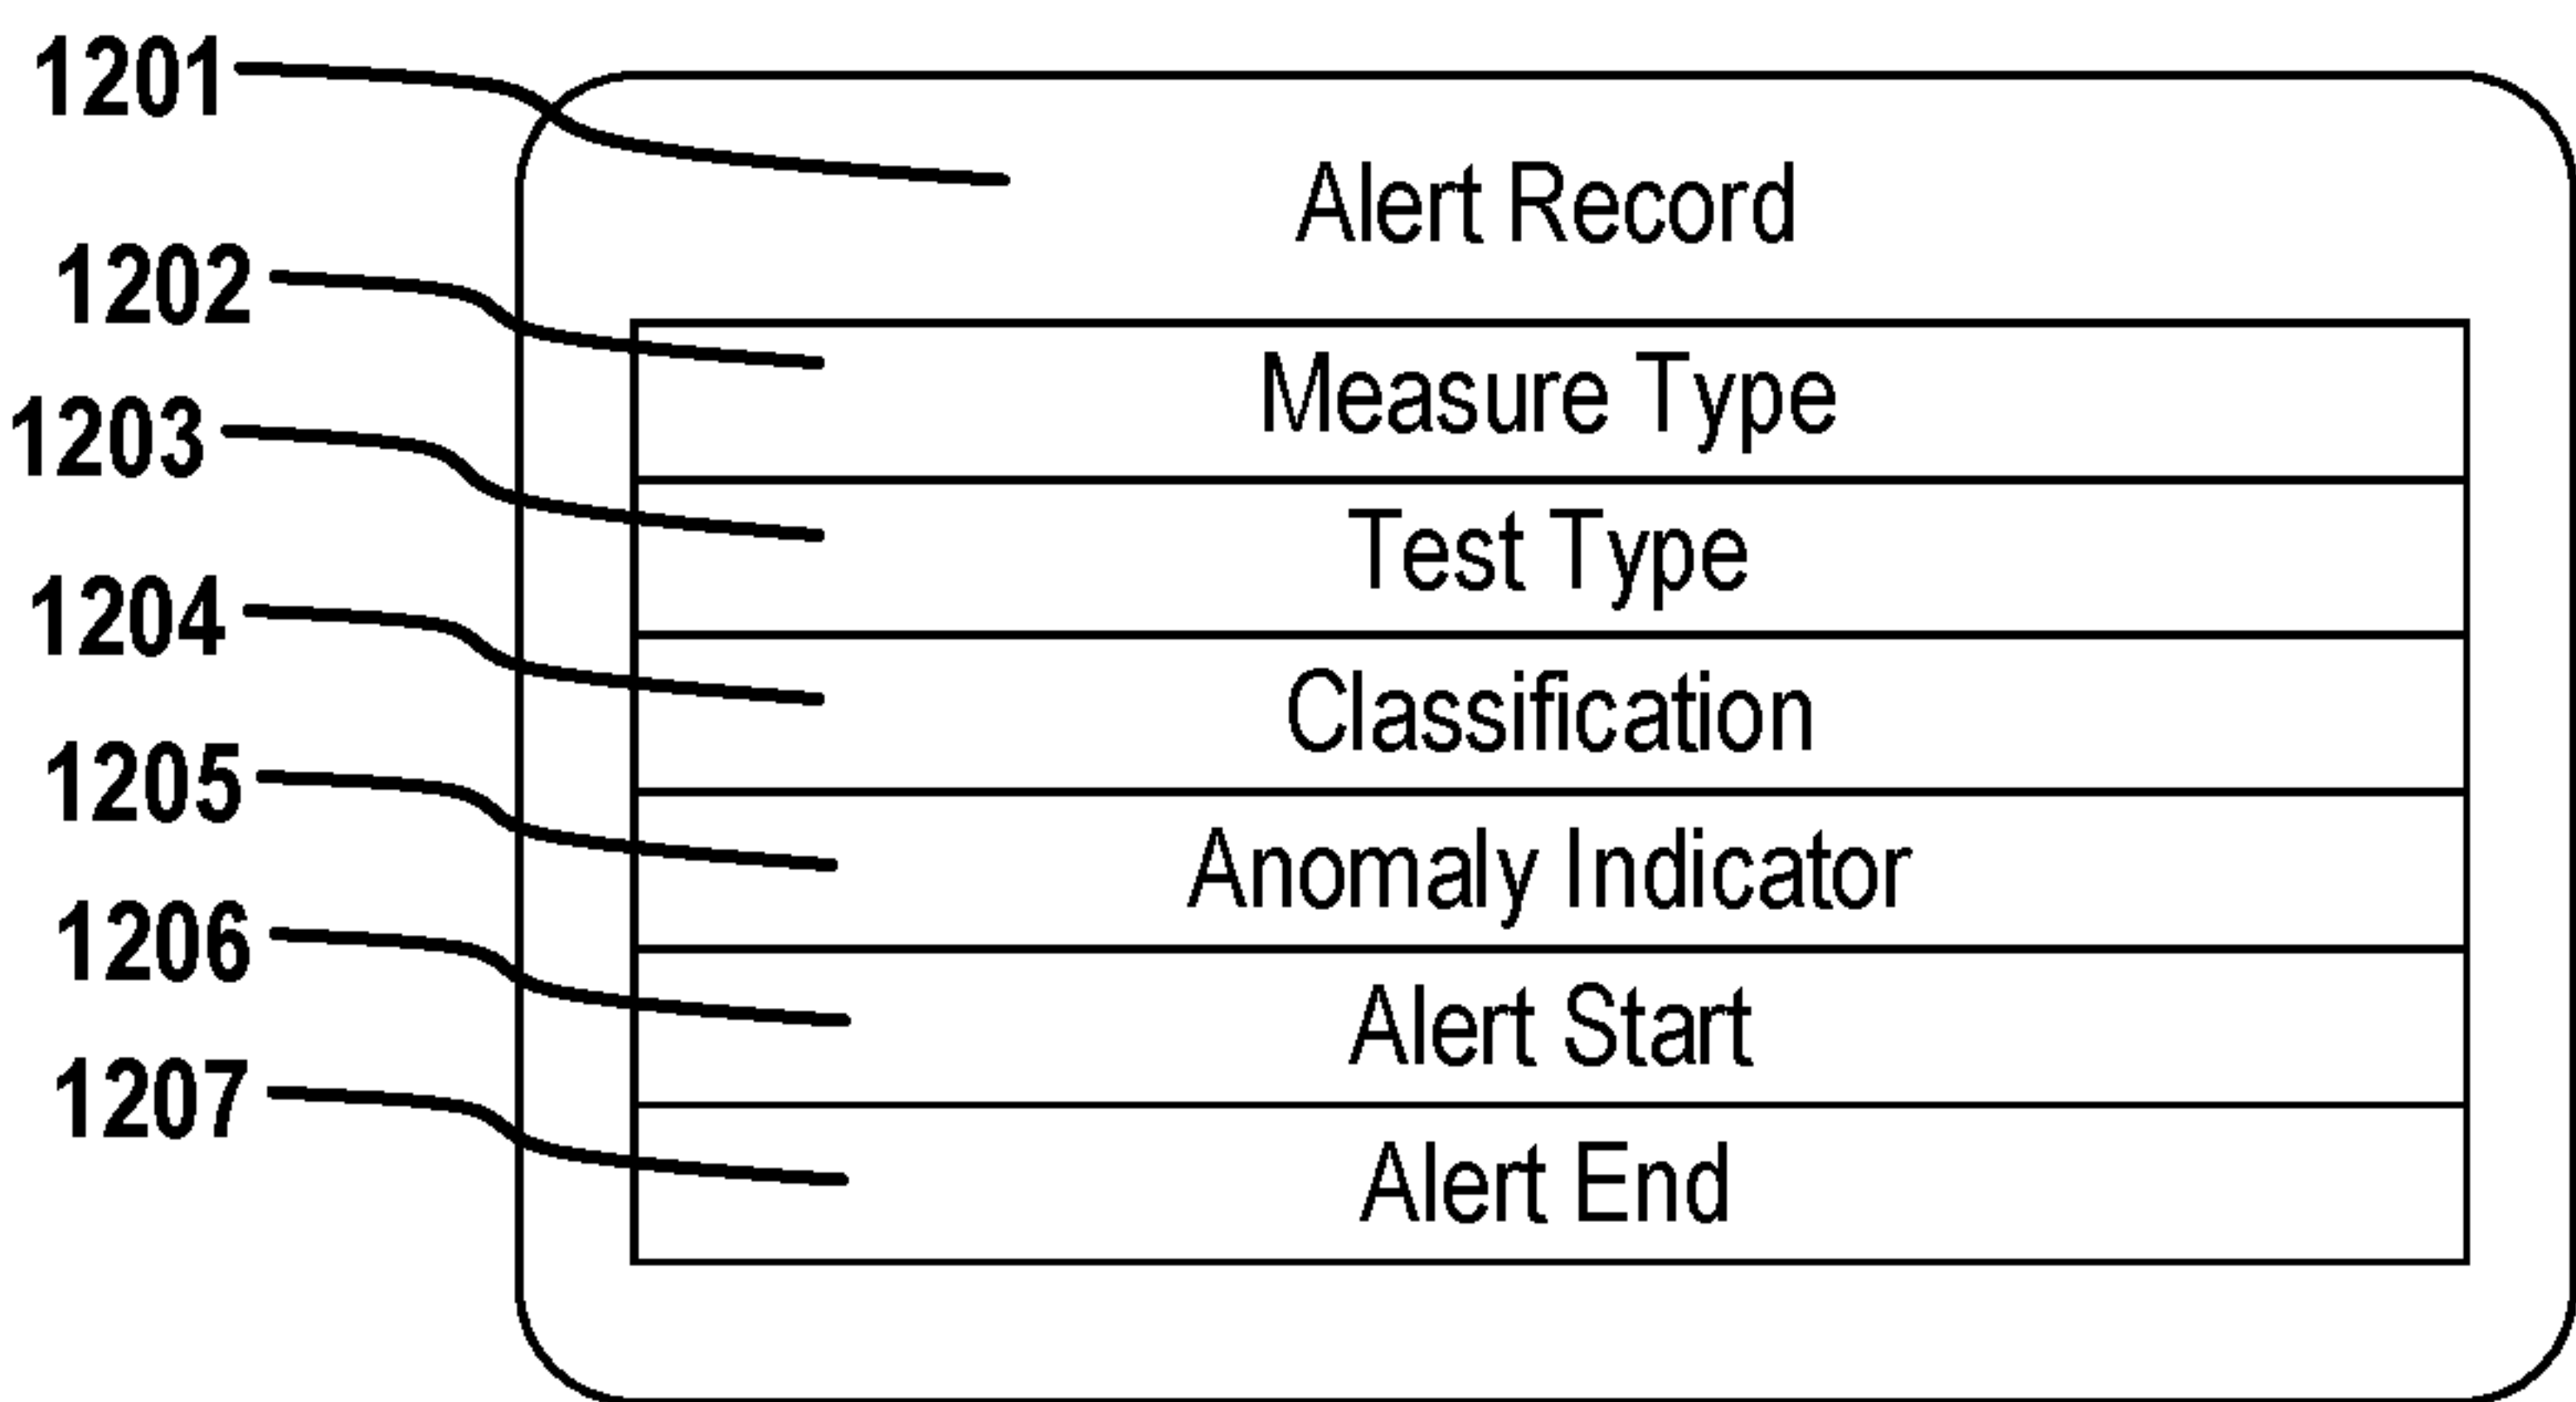 1201
Alert Record
1202
Measure Type
1203
Test Type
1204
Classification
1205
Anomaly Indicator
1206
Alert Start
1207
Alert End